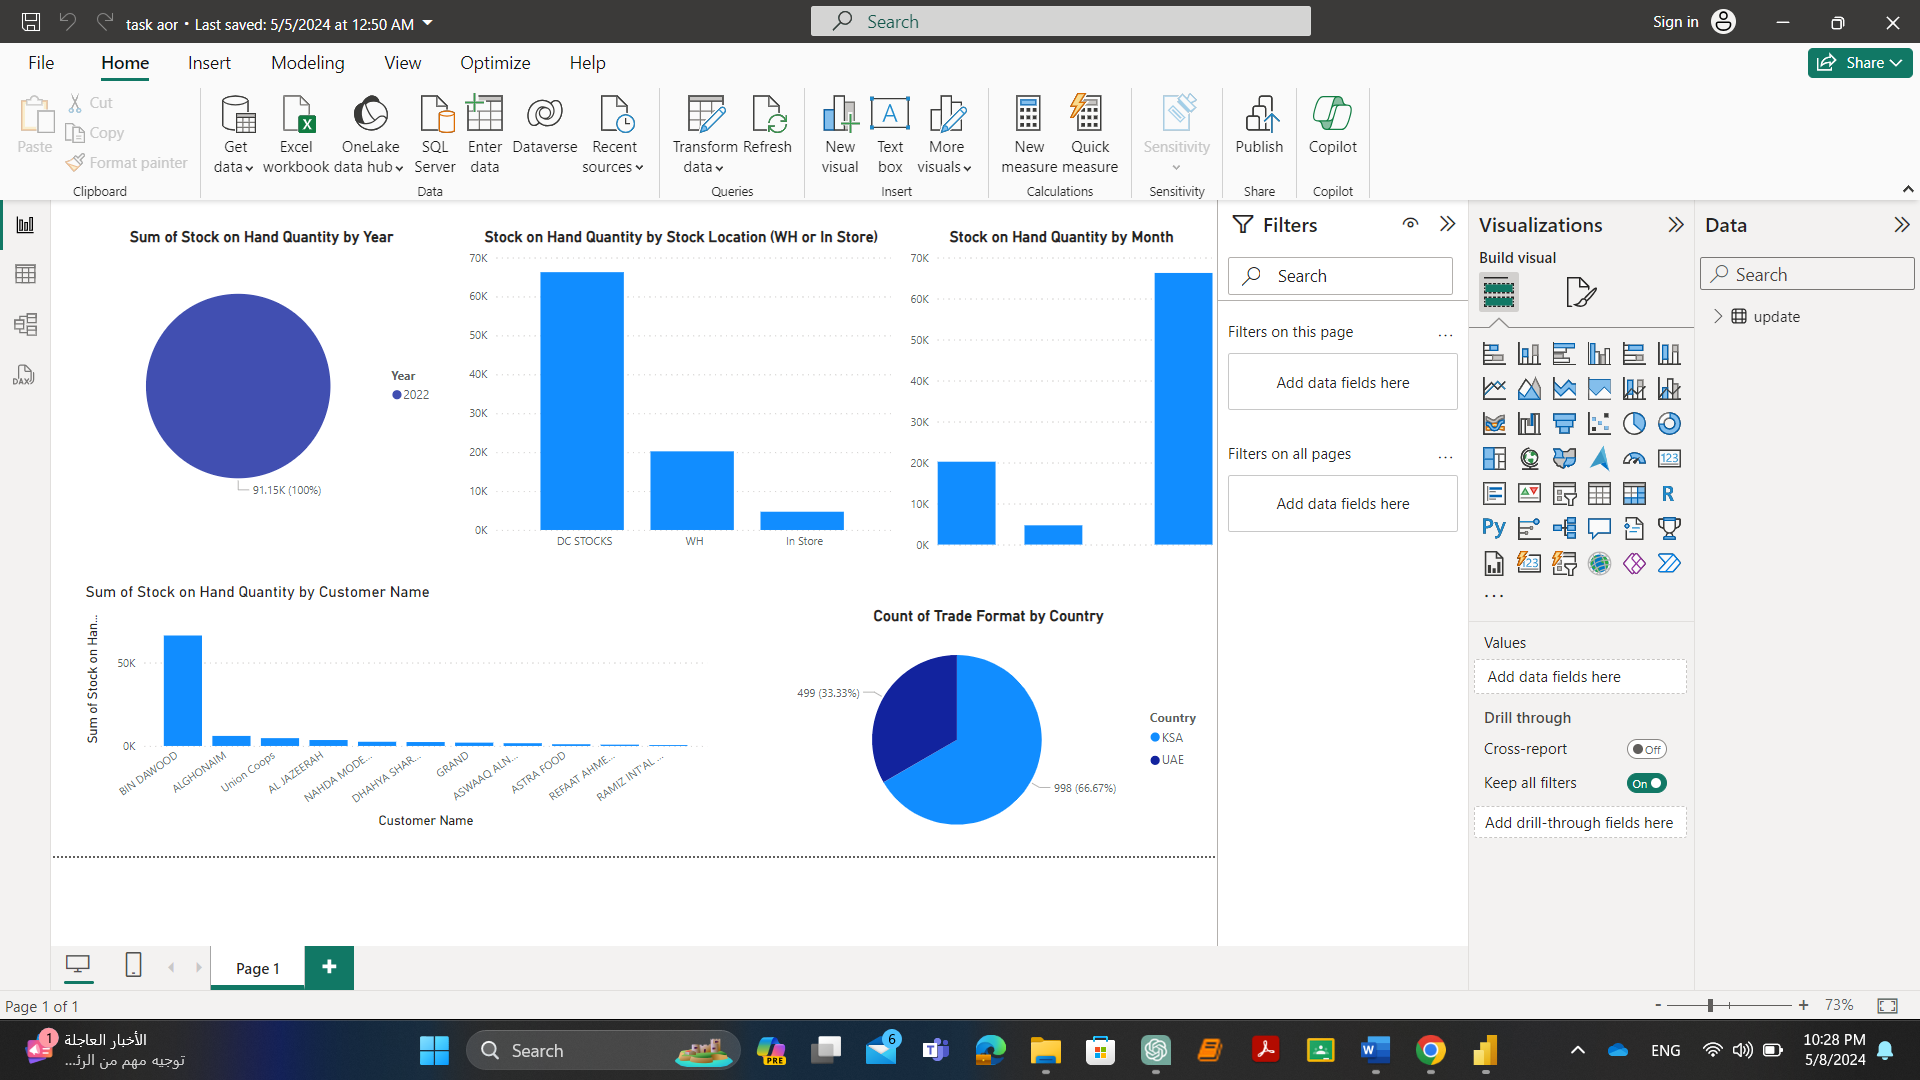 task aor • Last saved: 5/5/2024 at 12:50 AM
Search
Sign in
File
Home
Insert
Modeling
View
Optimize
Help
Share
Paste
Cut
Copy
Format painter
Clipboard
Get data
Excel workbook
OneLake data hub
SQL Server
Enter data
Dataverse
Recent sources
Data
Transform data
Refresh
Queries
New visual
Text box
More visuals
Insert
New measure
Quick measure
Calculations
Sensitivity
Sensitivity
Publish
Share
Copilot
Copilot
Sum of Stock on Hand Quantity by Year
Year
2022
91.15K (100%)
Stock on Hand Quantity by Stock Location (WH or In Store)
70K
60K
50K
40K
30K
20K
10K
0K
DC STOCKS
WH
In Store
Stock on Hand Quantity by Month
70K
60K
50K
40K
30K
20K
10K
0K
Sum of Stock on Hand Quantity by Customer Name
Sum of Stock on Han...
50K
0K
BIN DAWOOD
ALGHONAIM
Union Coops
AL JAZEERAH
NAHDA MODE...
DHAHYA SHAR...
GRAND
ASWAAQ ALN...
ASTRA FOOD
REFAAT AHME...
RAMIZ INT'AL ...
Customer Name
Count of Trade Format by Country
499 (33.33%)
998 (66.67%)
Country
KSA
UAE
Filters
Search
Filters on this page
...
Add data fields here
Filters on all pages
...
Add data fields here
Visualizations
Build visual
123
R
Py
123
...
Values
Add data fields here
Drill through
Cross-report
Off
Keep all filters
On
Add drill-through fields here
Data
Search
update
DAX
Page 1
+
Page 1 of 1
- + 73%
1
الأخبار العاجلة
توجيه مهم من الرئ...
Search
PRE
6
T
W
ENG
10:28 PM
5/8/2024